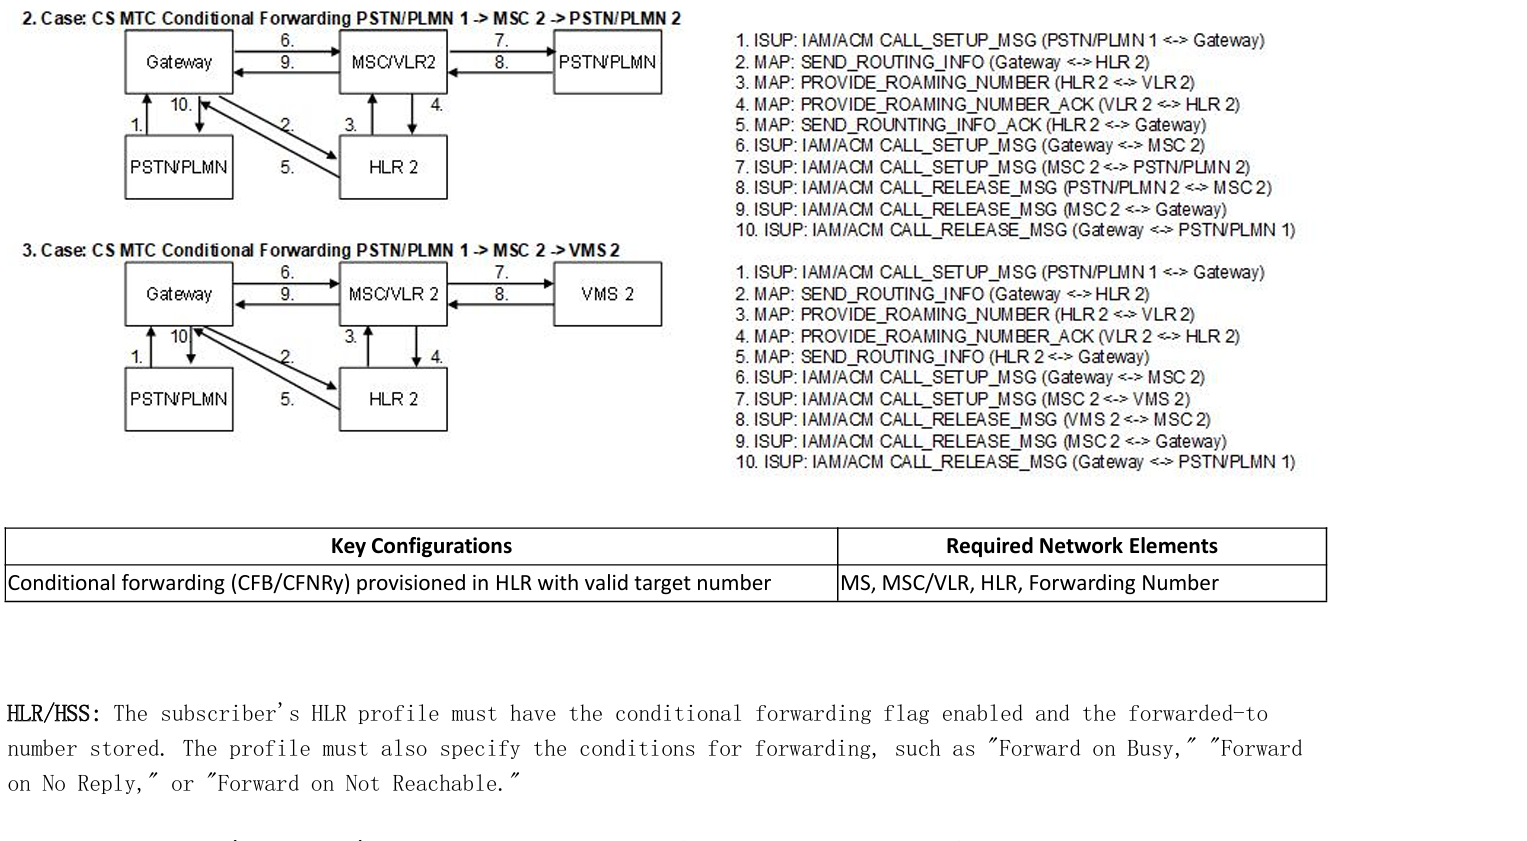 2. Case: CS MTC Conditional Forwarding PSTN/PLMN 1 -> MSC 2 -> PSTN/PLMN 2
6.
7.
Gateway
MSC/VLR2
PSTN/PLMN
9.
8.
10.
4.
1.
2.
3.
PSTN/PLMN
5.
HLR 2
1. ISUP: IAM/ACM CALL_SETUP_MSG (PSTN/PLMN 1 <-> Gateway)
2. MAP: SEND_ROUTING_INFO (Gateway <-> HLR 2)
3. MAP: PROVIDE_ROAMING_NUMBER (HLR 2 <-> VLR 2)
4. MAP: PROVIDE_ROAMING_NUMBER_ACK (VLR 2 <-> HLR 2)
5. MAP: SEND_ROUNTING_INFO_ACK (HLR 2 <-> Gateway)
6. ISUP: IAM/ACM CALL_SETUP_MSG (Gateway <-> MSC 2)
7. ISUP: IAM/ACM CALL_SETUP_MSG (MSC 2 <-> PSTN/PLMN 2)
8. ISUP: IAM/ACM CALL_RELEASE_MSG (PSTN/PLMN 2 <-> MSC 2)
9. ISUP: IAM/ACM CALL_RELEASE_MSG (MSC 2 <-> Gateway)
10. ISUP: IAM/ACM CALL_RELEASE_MSG (Gateway <-> PSTN/PLMN 1)
3. Case: CS MTC Conditional Forwarding PSTN/PLMN 1 -> MSC 2 -> VMS 2
6.
7.
Gateway
MSC/VLR 2
VMS 2
9.
8.
10.
3.
1.
2.
4.
PSTN/PLMN
5.
HLR 2
1. ISUP: IAM/ACM CALL_SETUP_MSG (PSTN/PLMN 1 <-> Gateway)
2. MAP: SEND_ROUTING_INFO (Gateway <-> HLR 2)
3. MAP: PROVIDE_ROAMING_NUMBER (HLR 2 <-> VLR 2)
4. MAP: PROVIDE_ROAMING_NUMBER_ACK (VLR 2 <-> HLR 2)
5. MAP: SEND_ROUTING_INFO (HLR 2 <-> Gateway)
6. ISUP: IAM/ACM CALL_SETUP_MSG (Gateway <-> MSC 2)
7. ISUP: IAM/ACM CALL_SETUP_MSG (MSC 2 <-> VMS 2)
8. ISUP: IAM/ACM CALL_RELEASE_MSG (VMS 2 <-> MSC 2)
9. ISUP: IAM/ACM CALL_RELEASE_MSG (MSC 2 <-> Gateway)
10. ISUP: IAM/ACM CALL_RELEASE_MSG (Gateway <-> PSTN/PLMN 1)
Key Configurations
Required Network Elements
Conditional forwarding (CFB/CFNRy) provisioned in HLR with valid target number
MS, MSC/VLR, HLR, Forwarding Number
HLR/HSS: The subscriber's HLR profile must have the conditional forwarding flag enabled and the forwarded-to
number stored. The profile must also specify the conditions for forwarding, such as "Forward on Busy," "Forward
on No Reply," or "Forward on Not Reachable."